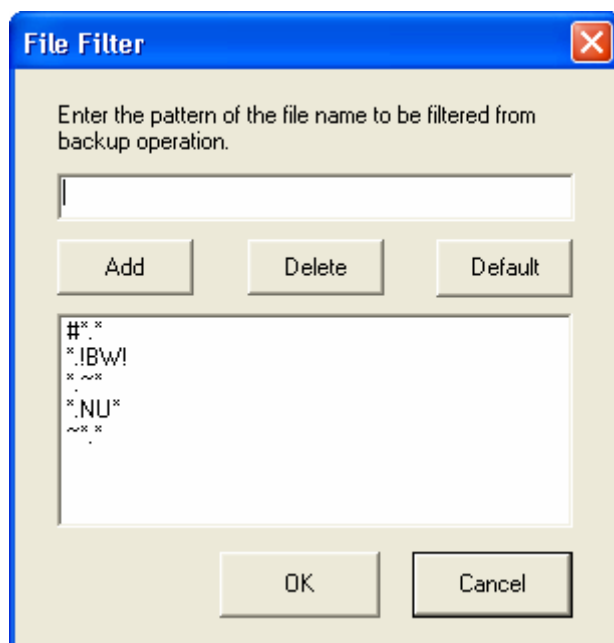 File Filter
Enter the pattern of the file name to be filtered from
backup operation.
Add Delete Default
#*.*
*.!BW!
*.~*
*.NU*
~*.*
OK Cancel